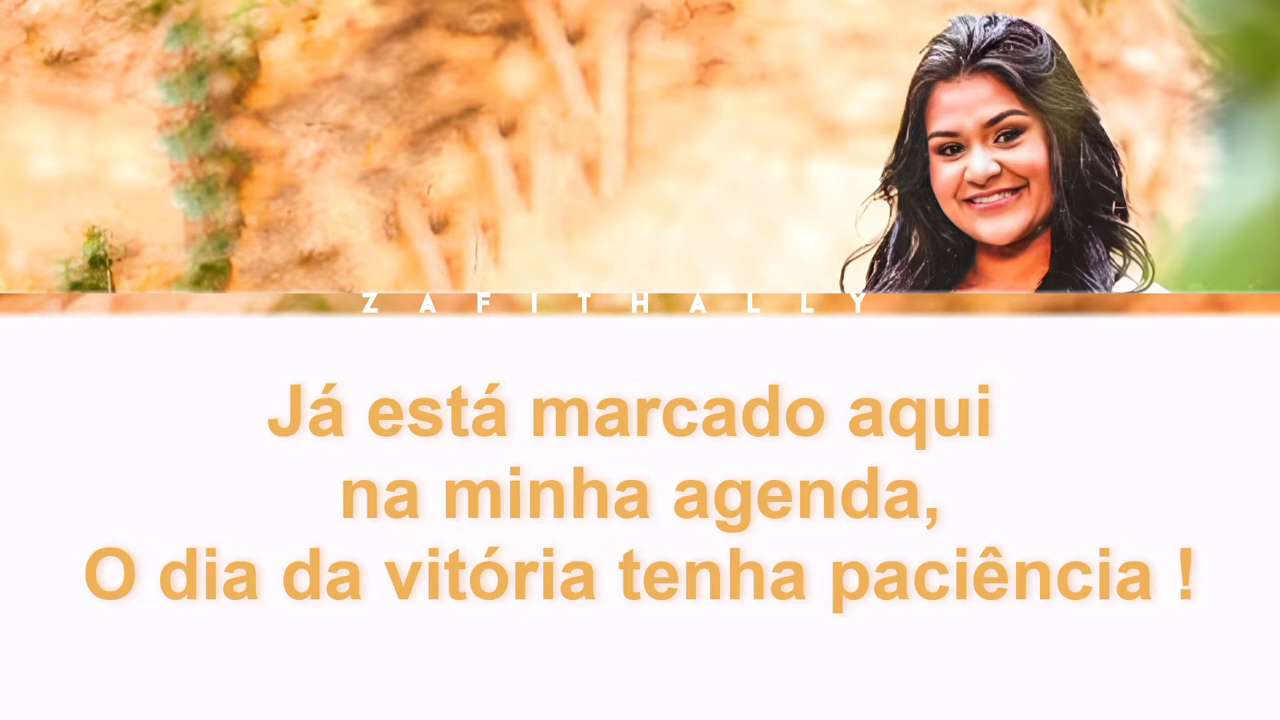 ZAFITHALLY
Já está marcado aqui
na minha agenda,
O dia da vitória tenha paciência !